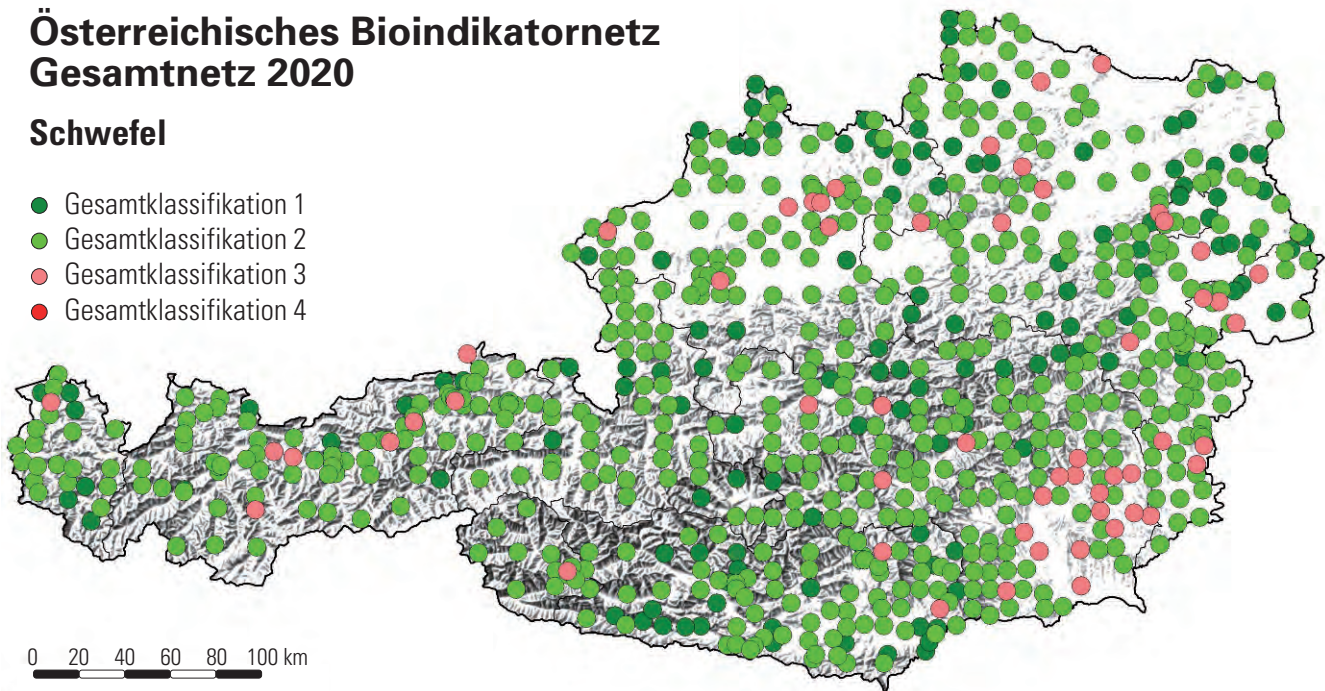 Österreichisches Bioindikatornetz
Gesamtnetz 2020
Schwefel
Gesamtklassifikation 1
Gesamtklassifikation 2
Gesamtklassifikation 3
Gesamtklassifikation 4
0 20 40 60 80 100 km